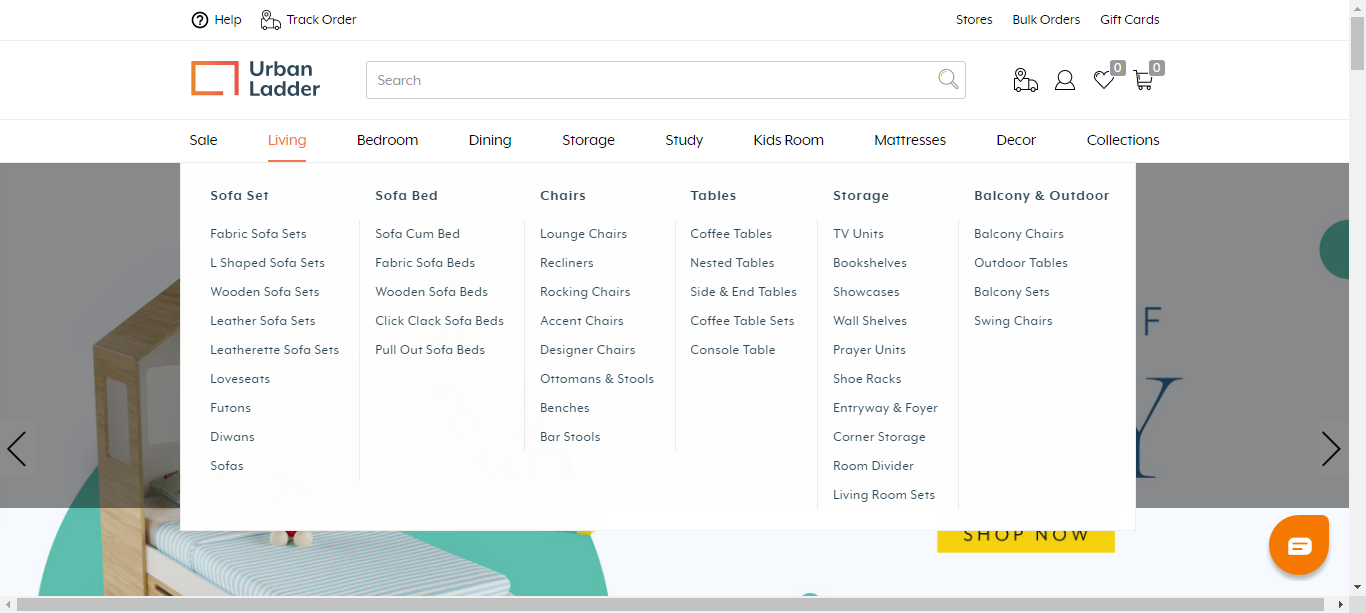 Help
Track Order
Stores
Bulk Orders
Gift Cards
Urban
Ladder
Search
0
0
Sale
Living
Bedroom
Dining
Storage
Study
Kids Room
Mattresses
Decor
Collections
Sofa Set
Fabric Sofa Sets
L Shaped Sofa Sets
Wooden Sofa Sets
Leather Sofa Sets
Leatherette Sofa Sets
Loveseats
Futons
Diwans
Sofas
Sofa Bed
Sofa Cum Bed
Fabric Sofa Beds
Wooden Sofa Beds
Click Clack Sofa Beds
Pull Out Sofa Beds
Chairs
Lounge Chairs
Recliners
Rocking Chairs
Accent Chairs
Designer Chairs
Ottomans & Stools
Benches
Bar Stools
Tables
Coffee Tables
Nested Tables
Side & End Tables
Coffee Table Sets
Console Table
Storage
TV Units
Bookshelves
Showcases
Wall Shelves
Prayer Units
Shoe Racks
Entryway & Foyer
Corner Storage
Room Divider
Living Room Sets
Balcony & Outdoor
Balcony Chairs
Outdoor Tables
Balcony Sets
Swing Chairs
F
Y
SHOP NOW